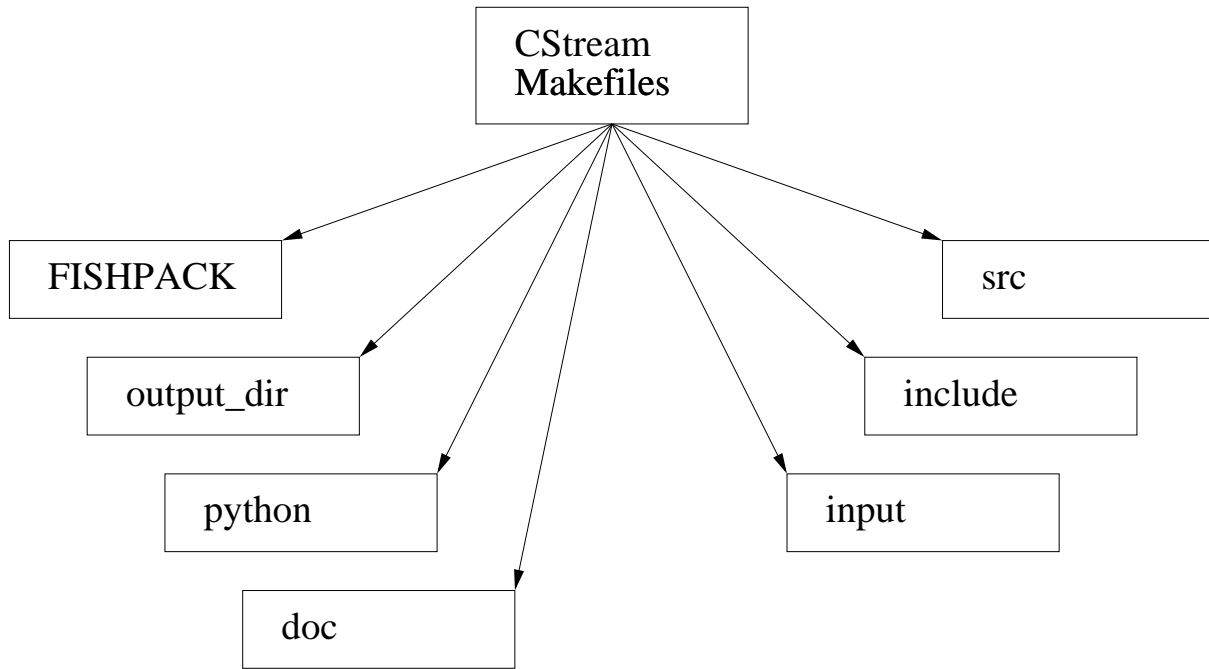 CStream
Makefiles
FISHPACK
src
output_dir
include
python
input
doc